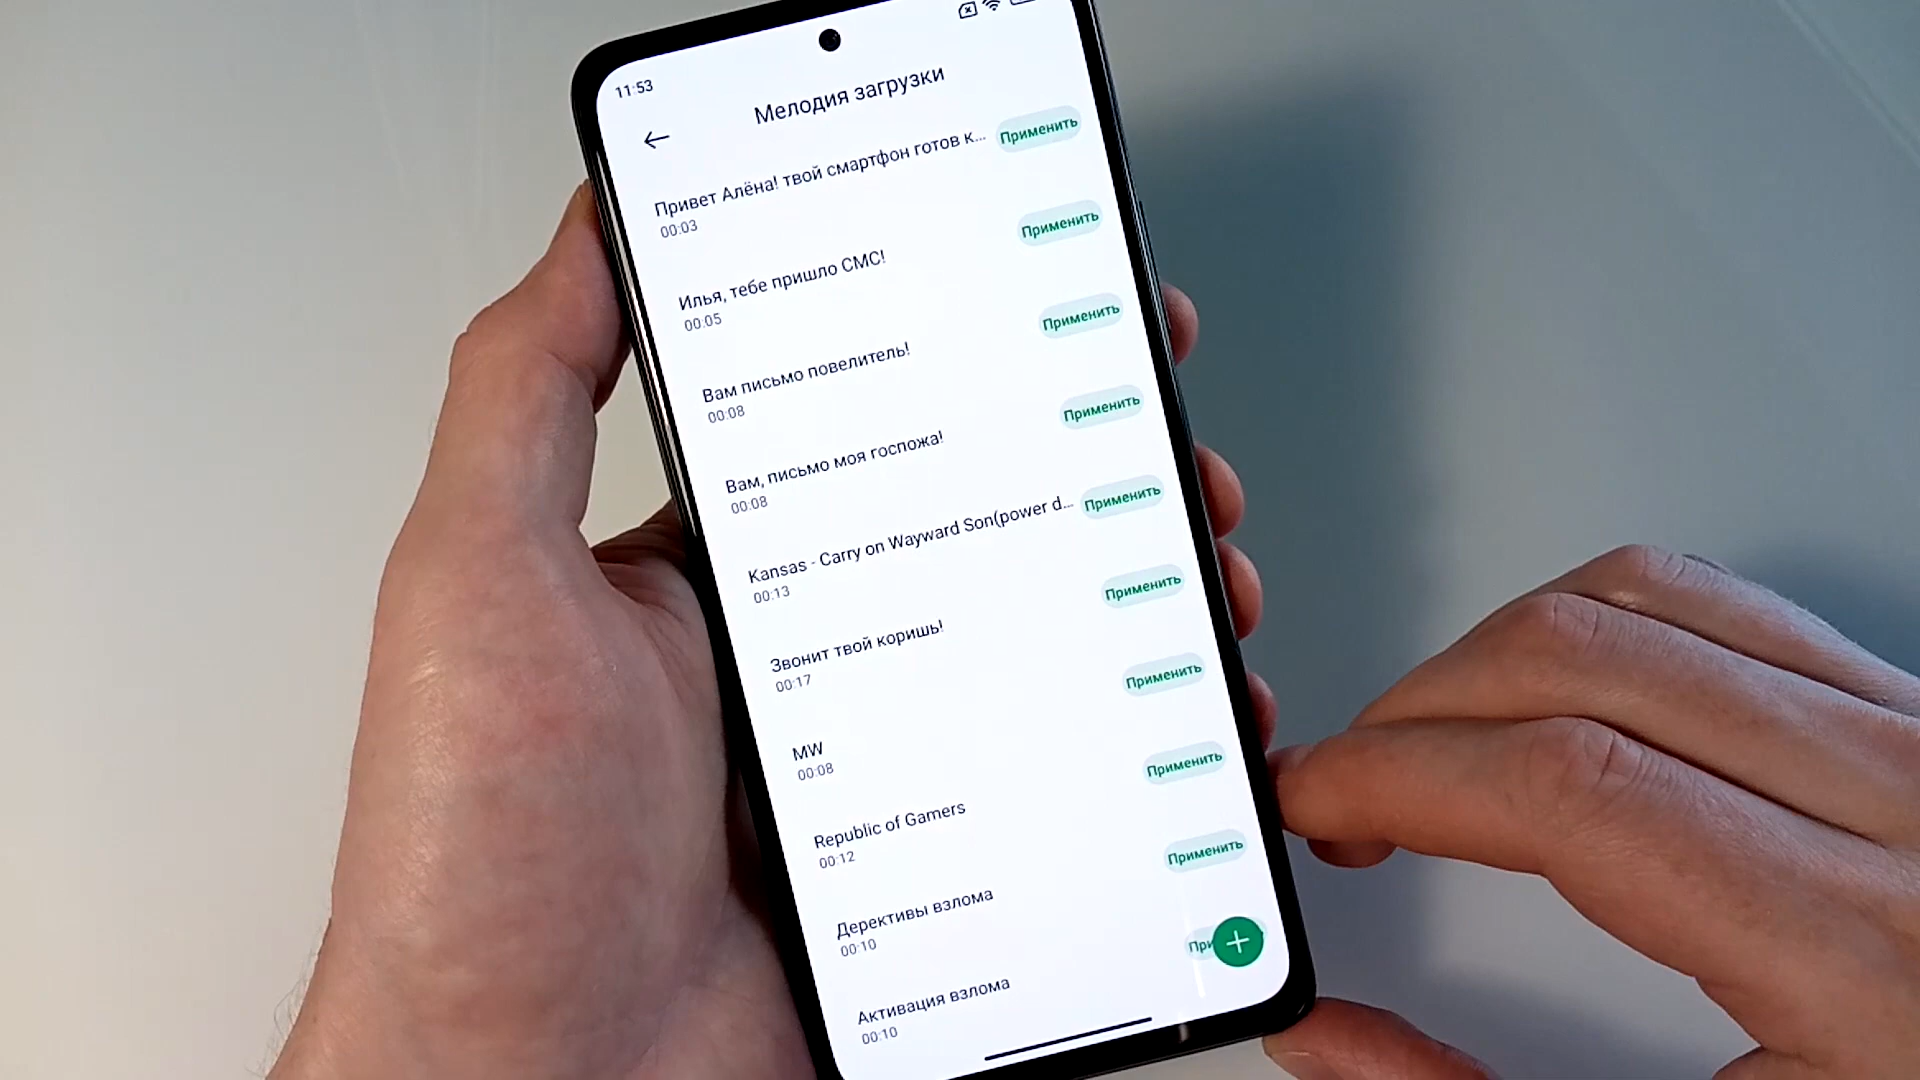 11:53
Мелодия загрузки
Привет Алёна! твой смартфон готов к...
00:03
Применить
Илья, тебе пришло СМС!
00:05
Применить
Вам письмо повелитель!
00:08
Применить
Вам, письмо моя госпожа!
00:08
Применить
Kansas - Carry on Wayward Son(power d...
00:13
Применить
Звонит твой коришь!
00:17
Применить
MW
00:08
Применить
Republic of Gamers
00:12
Применить
Дерективы взлома
00:10
Применить
Активация взлома
00:10
При